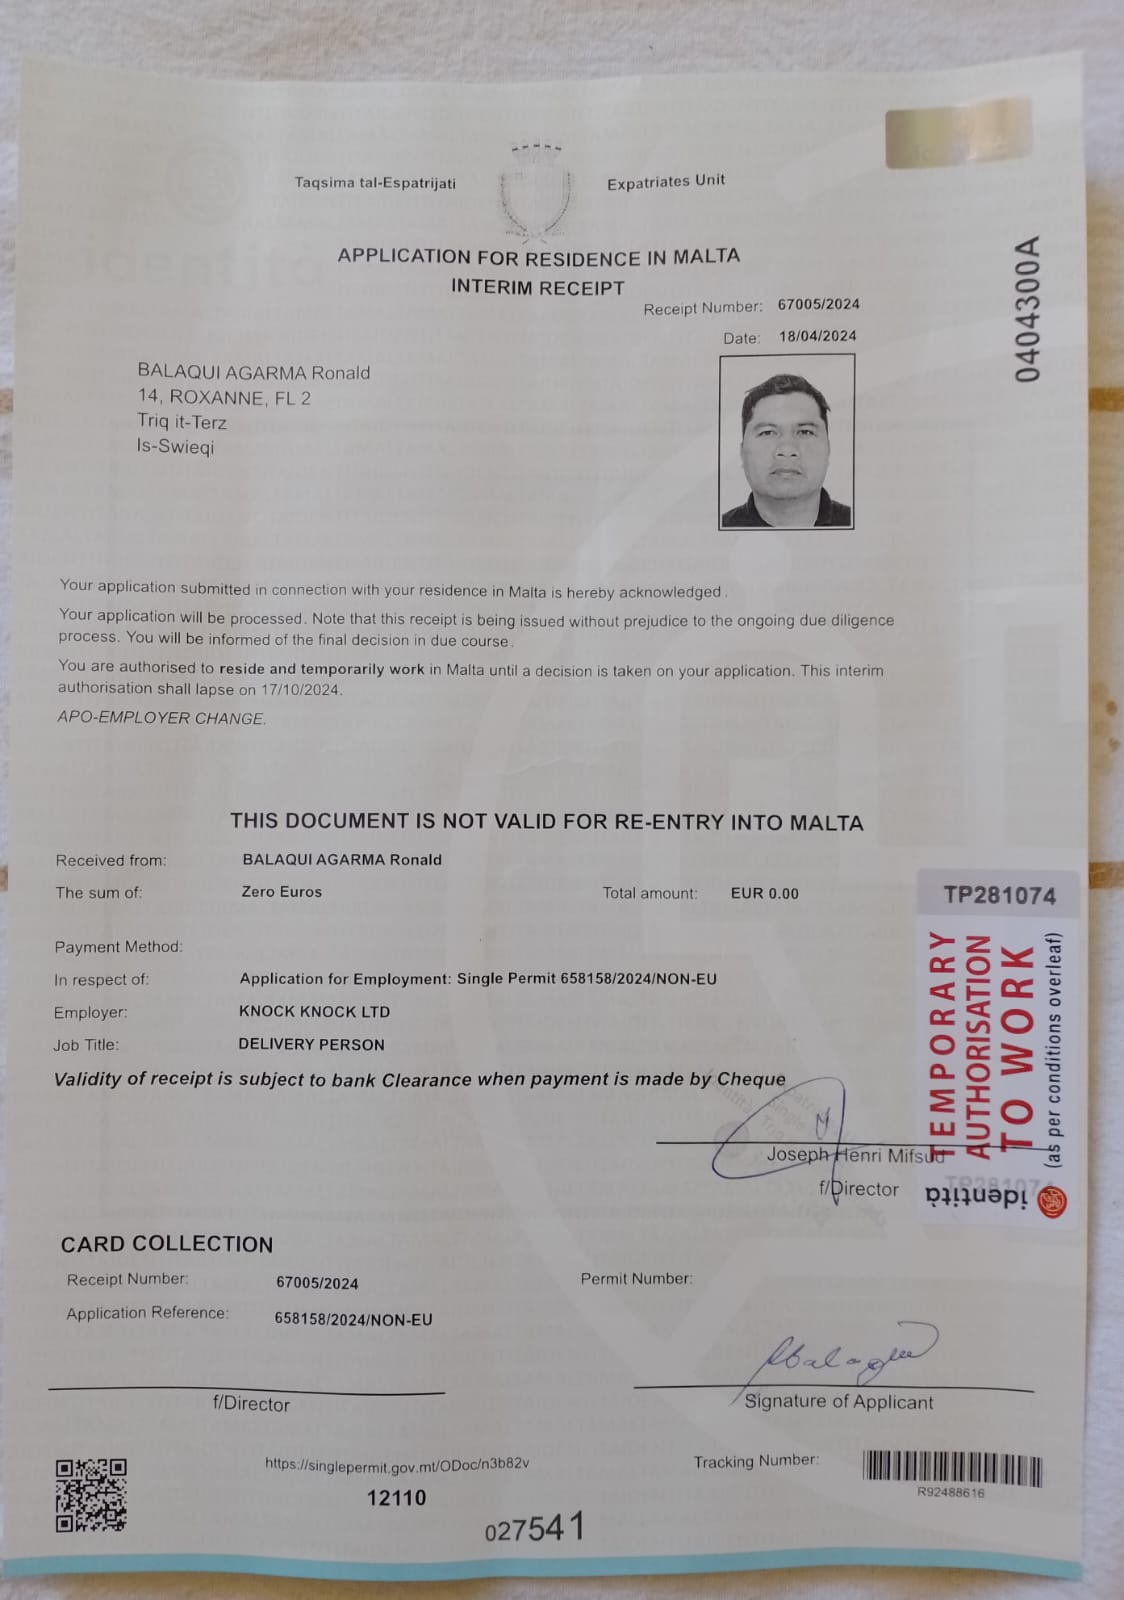 Taqsima tal-Espatrijati
Expatriates Unit
APPLICATION FOR RESIDENCE IN MALTA
INTERIM RECEIPT
Receipt Number: 67005/2024
Date: 18/04/2024
0404300A
BALAQUI AGARMA Ronald
14, ROXANNE, FL 2
Triq it-Terz
Is-Swieqi
Your application submitted in connection with your residence in Malta is hereby acknowledged.
Your application will be processed. Note that this receipt is being issued without prejudice to the ongoing due diligence
process. You will be informed of the final decision in due course.
You are authorised to reside and temporarily work in Malta until a decision is taken on your application. This interim
authorisation shall lapse on 17/10/2024.
APO-EMPLOYER CHANGE.
THIS DOCUMENT IS NOT VALID FOR RE-ENTRY INTO MALTA
Received from: BALAQUI AGARMA Ronald
The sum of: Zero Euros Total amount: EUR 0.00
Payment Method:
In respect of: Application for Employment: Single Permit 658158/2024/NON-EU
Employer: KNOCK KNOCK LTD
Job Title: DELIVERY PERSON
Validity of receipt is subject to bank Clearance when payment is made by Cheque
TP281074
TEMPORARY
AUTHORISATION
TO WORK
(as per conditions overleaf)
identità
TP281074
Joseph Henri Mifsud
f/Director
CARD COLLECTION
Receipt Number: 67005/2024 Permit Number:
Application Reference: 658158/2024/NON-EU
f/Director
Signature of Applicant
https://singlepermit.gov.mt/ODoc/n3b82v
12110
Tracking Number:
R92488616
027541